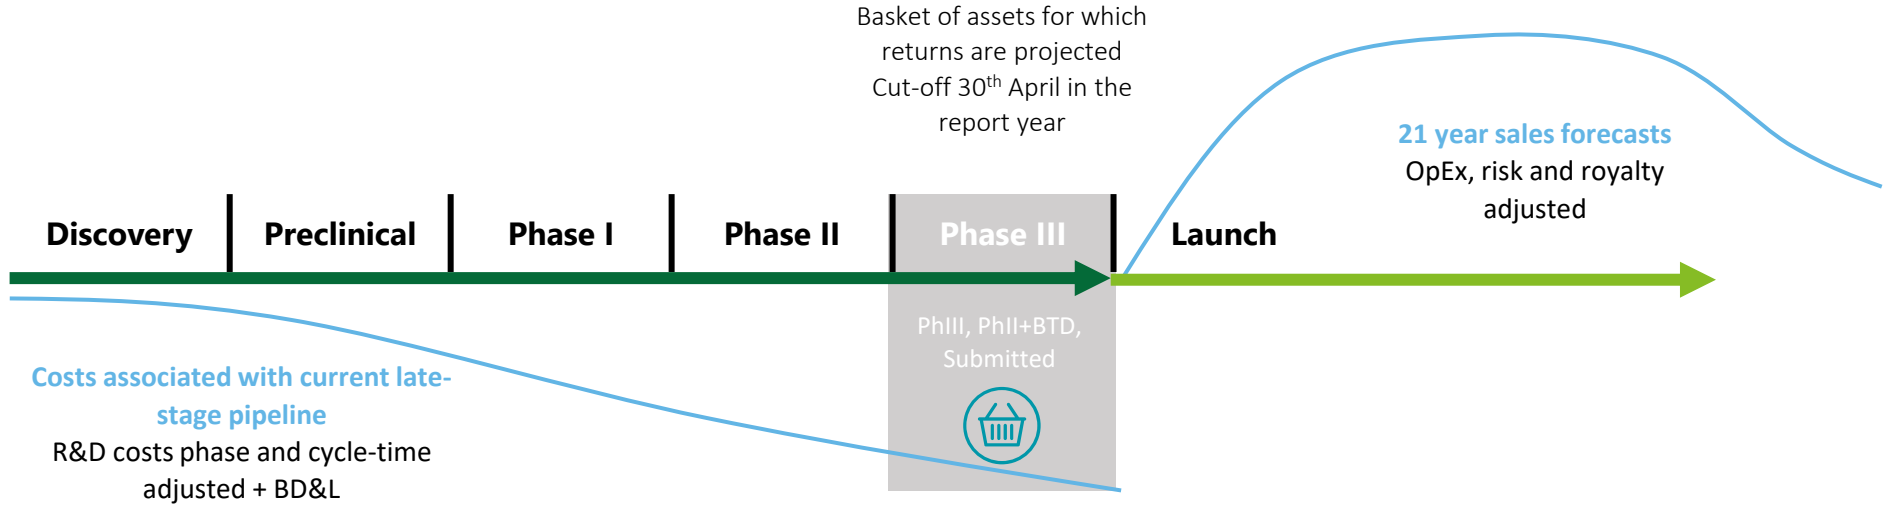 Basket of assets for which
returns are projected
Cut-off 30th April in the
report year
21 year sales forecasts
OpEx, risk and royalty
adjusted
Discovery
Preclinical
Phase I
Phase II
Phase III
Launch
PhIII, PhII+BTD,
Submitted
Costs associated with current late-
stage pipeline
R&D costs phase and cycle-time
adjusted + BD&L